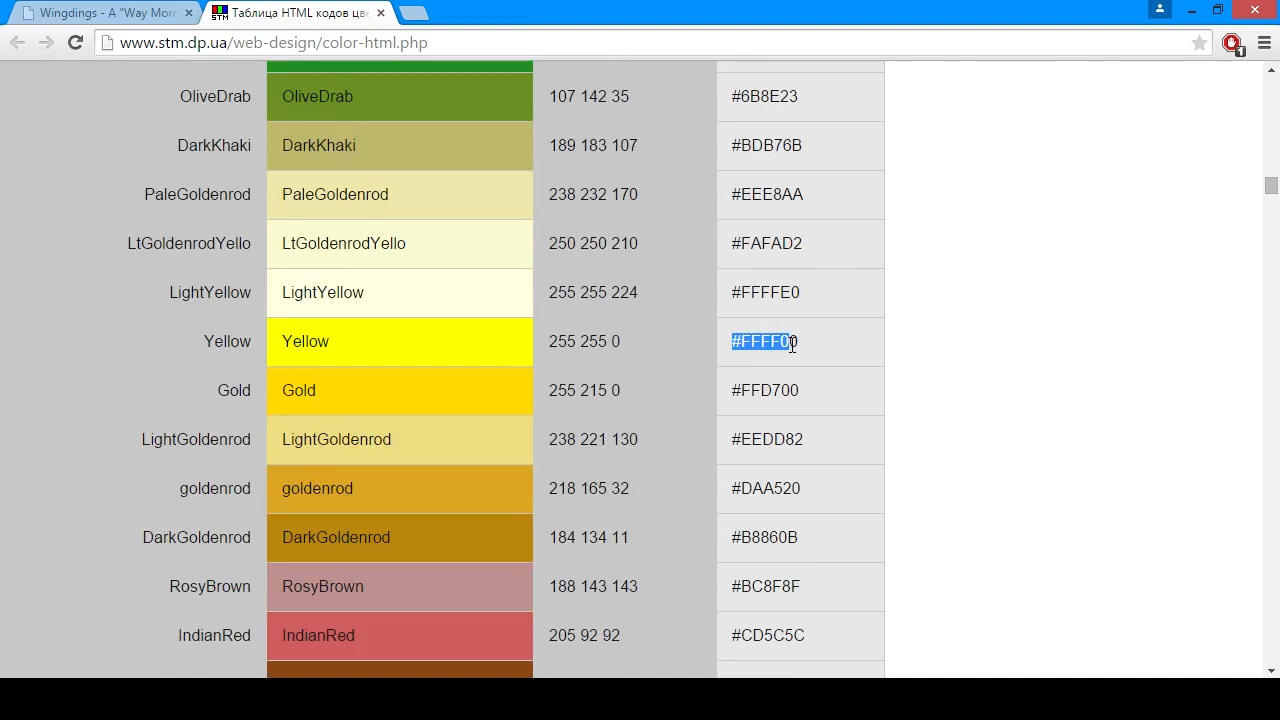 Wingdings - A "Way More
Таблица HTML кодов цве
www.stm.dp.ua/web-design/color-html.php
1
OliveDrab OliveDrab 107 142 35 #6B8E23
DarkKhaki DarkKhaki 189 183 107 #BDB76B
PaleGoldenrod PaleGoldenrod 238 232 170 #EEE8AA
LtGoldenrodYello LtGoldenrodYello 250 250 210 #FAFAD2
LightYellow LightYellow 255 255 224 #FFFFE0
Yellow Yellow 255 255 0 #FFFF00
Gold Gold 255 215 0 #FFD700
LightGoldenrod LightGoldenrod 238 221 130 #EEDD82
goldenrod goldenrod 218 165 32 #DAA520
DarkGoldenrod DarkGoldenrod 184 134 11 #B8860B
RosyBrown RosyBrown 188 143 143 #BC8F8F
IndianRed IndianRed 205 92 92 #CD5C5C